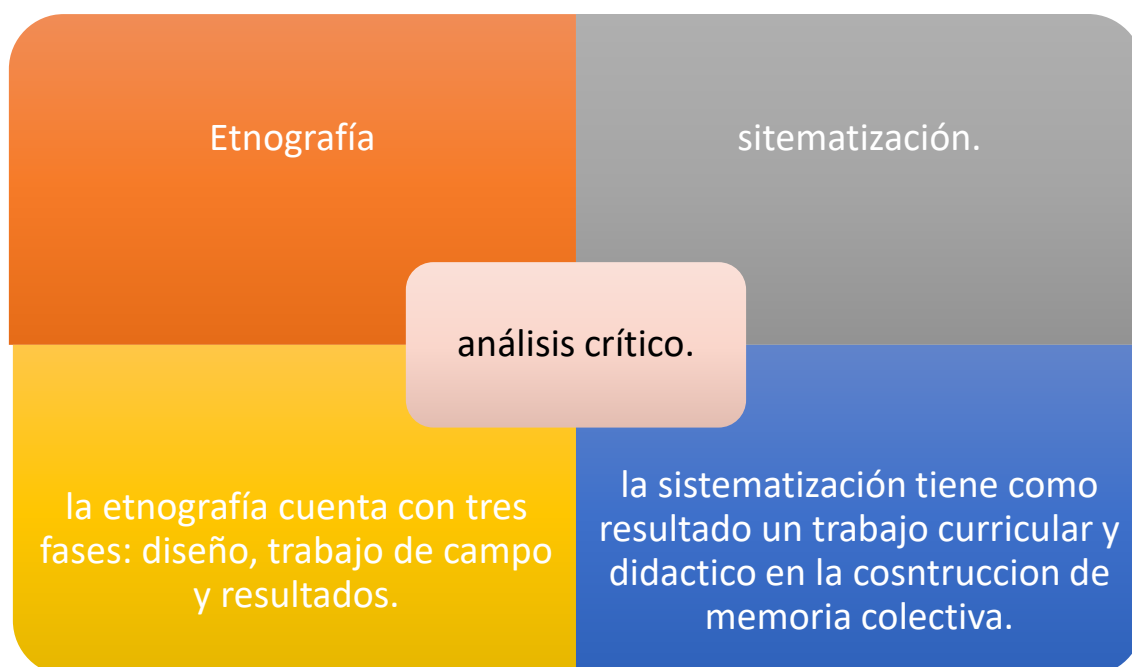 Etnografía
sitematización.
análisis crítico.
la etnografía cuenta con tres
fases: diseño, trabajo de campo
y resultados.
la sistematización tiene como
resultado un trabajo curricular y
didactico en la cosntruccion de
memoria colectiva.